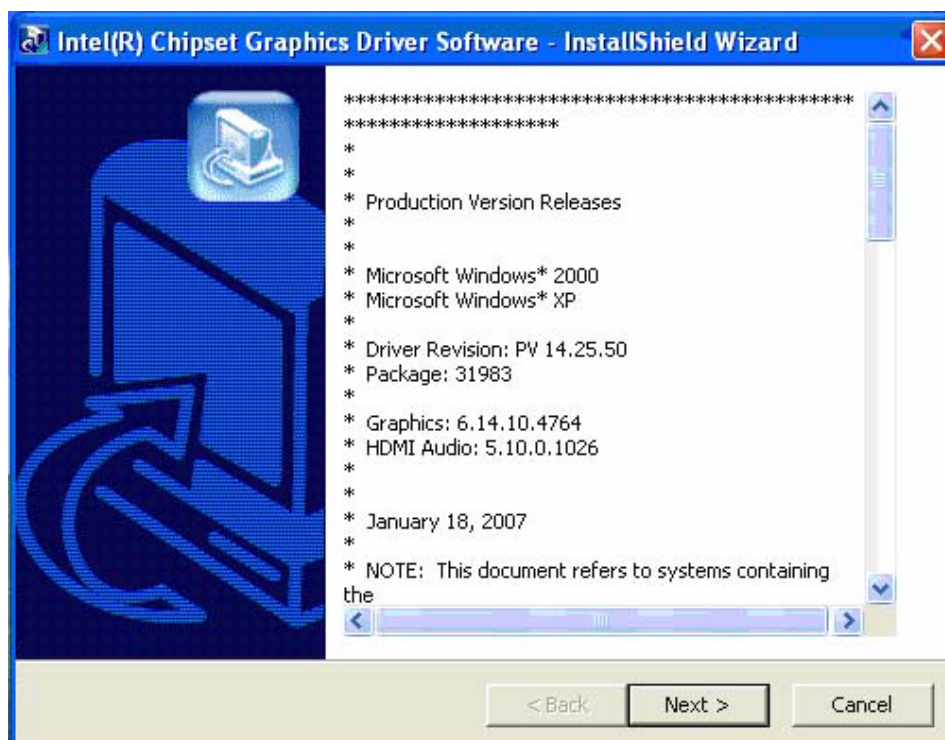 Intel(R) Chipset Graphics Driver Software - InstallShield Wizard
*********************************************
*******************
*
*
* Production Version Releases
*
*
* Microsoft Windows* 2000
* Microsoft Windows* XP
*
* Driver Revision: PV 14.25.50
* Package: 31983
*
* Graphics: 6.14.10.4764
* HDMI Audio: 5.10.0.1026
*
*
* January 18, 2007
*
* NOTE: This document refers to systems containing
the
< Back
Next >
Cancel